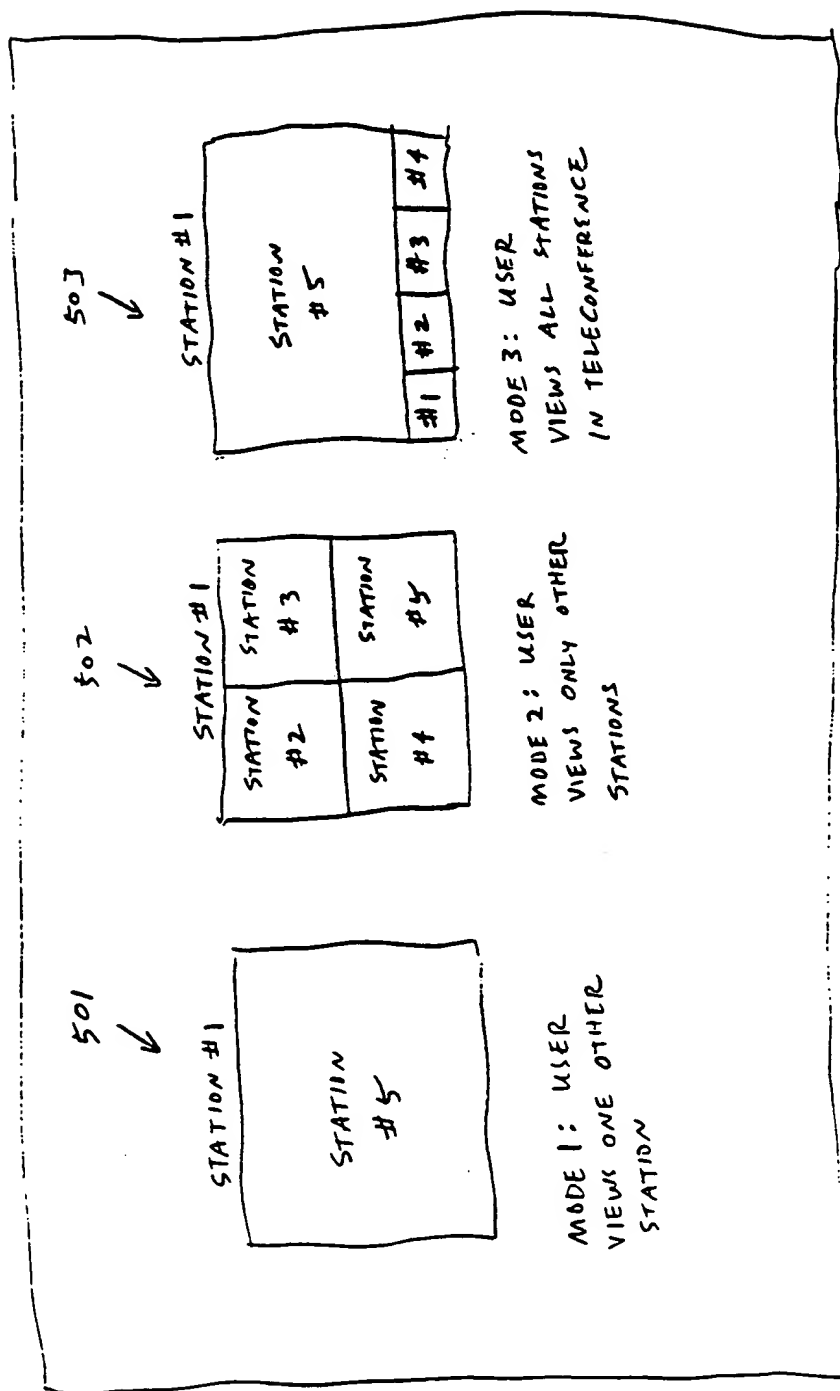 501
STATION #1
STATIIN
#5
MODE 1: USER
VIEWS ONE OTHER
STATION
502
STATION #1
STATION
#2
STATION
#3
STATION
#4
STATION
#5
MODE 2: USER
VIEWS ONLY OTHER
STATIONS
503
STATION #1
STATION
#5
#1 #2 #3 #4
MODE 3: USER
VIEWS ALL STATIONS
IN TELECONFERENCE